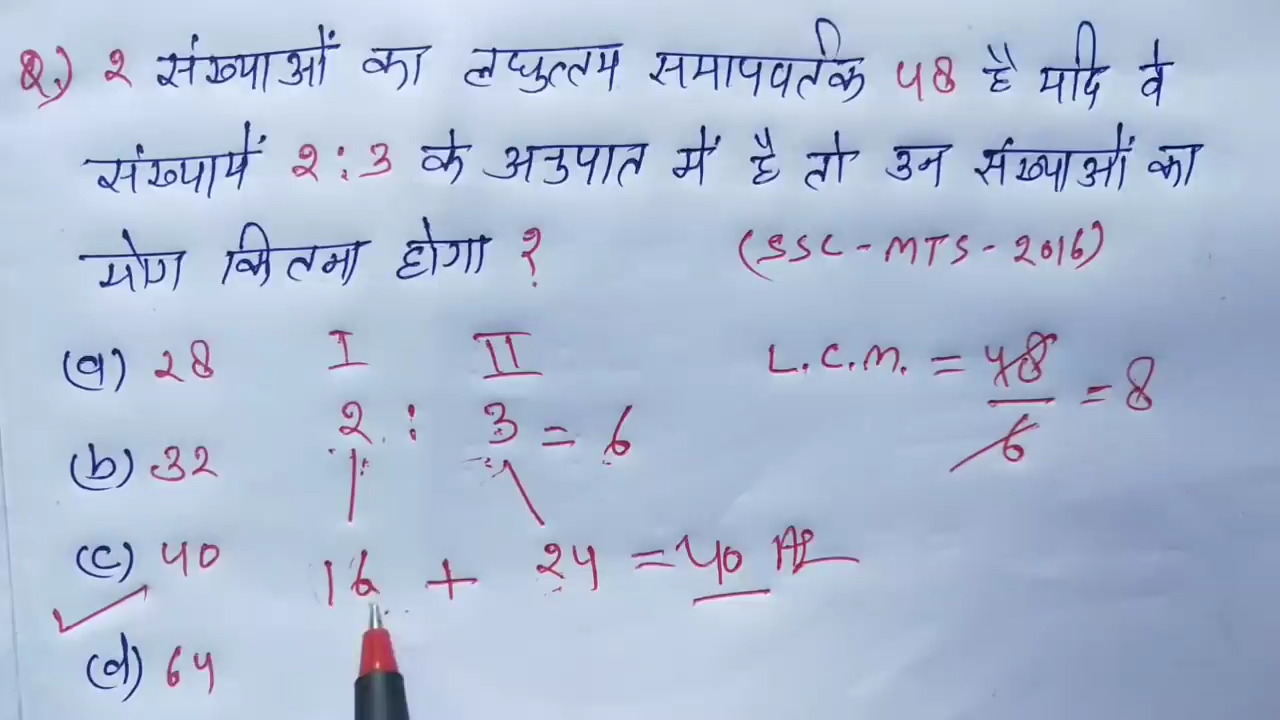 Q.) 2 संख्याओं का लघुत्तम समापवर्तक 48 है यदि वे
संख्यायें 2:3 के अनुपात में है तो उन संख्याओं का
योग कितना होगा ?
(SSC-MTS-2016)
(a) 28
(b) 32
(c) 40
(d) 64
I II
2 : 3 = 6
16 + 24 = 40
L.C.M. = 48/6 = 8